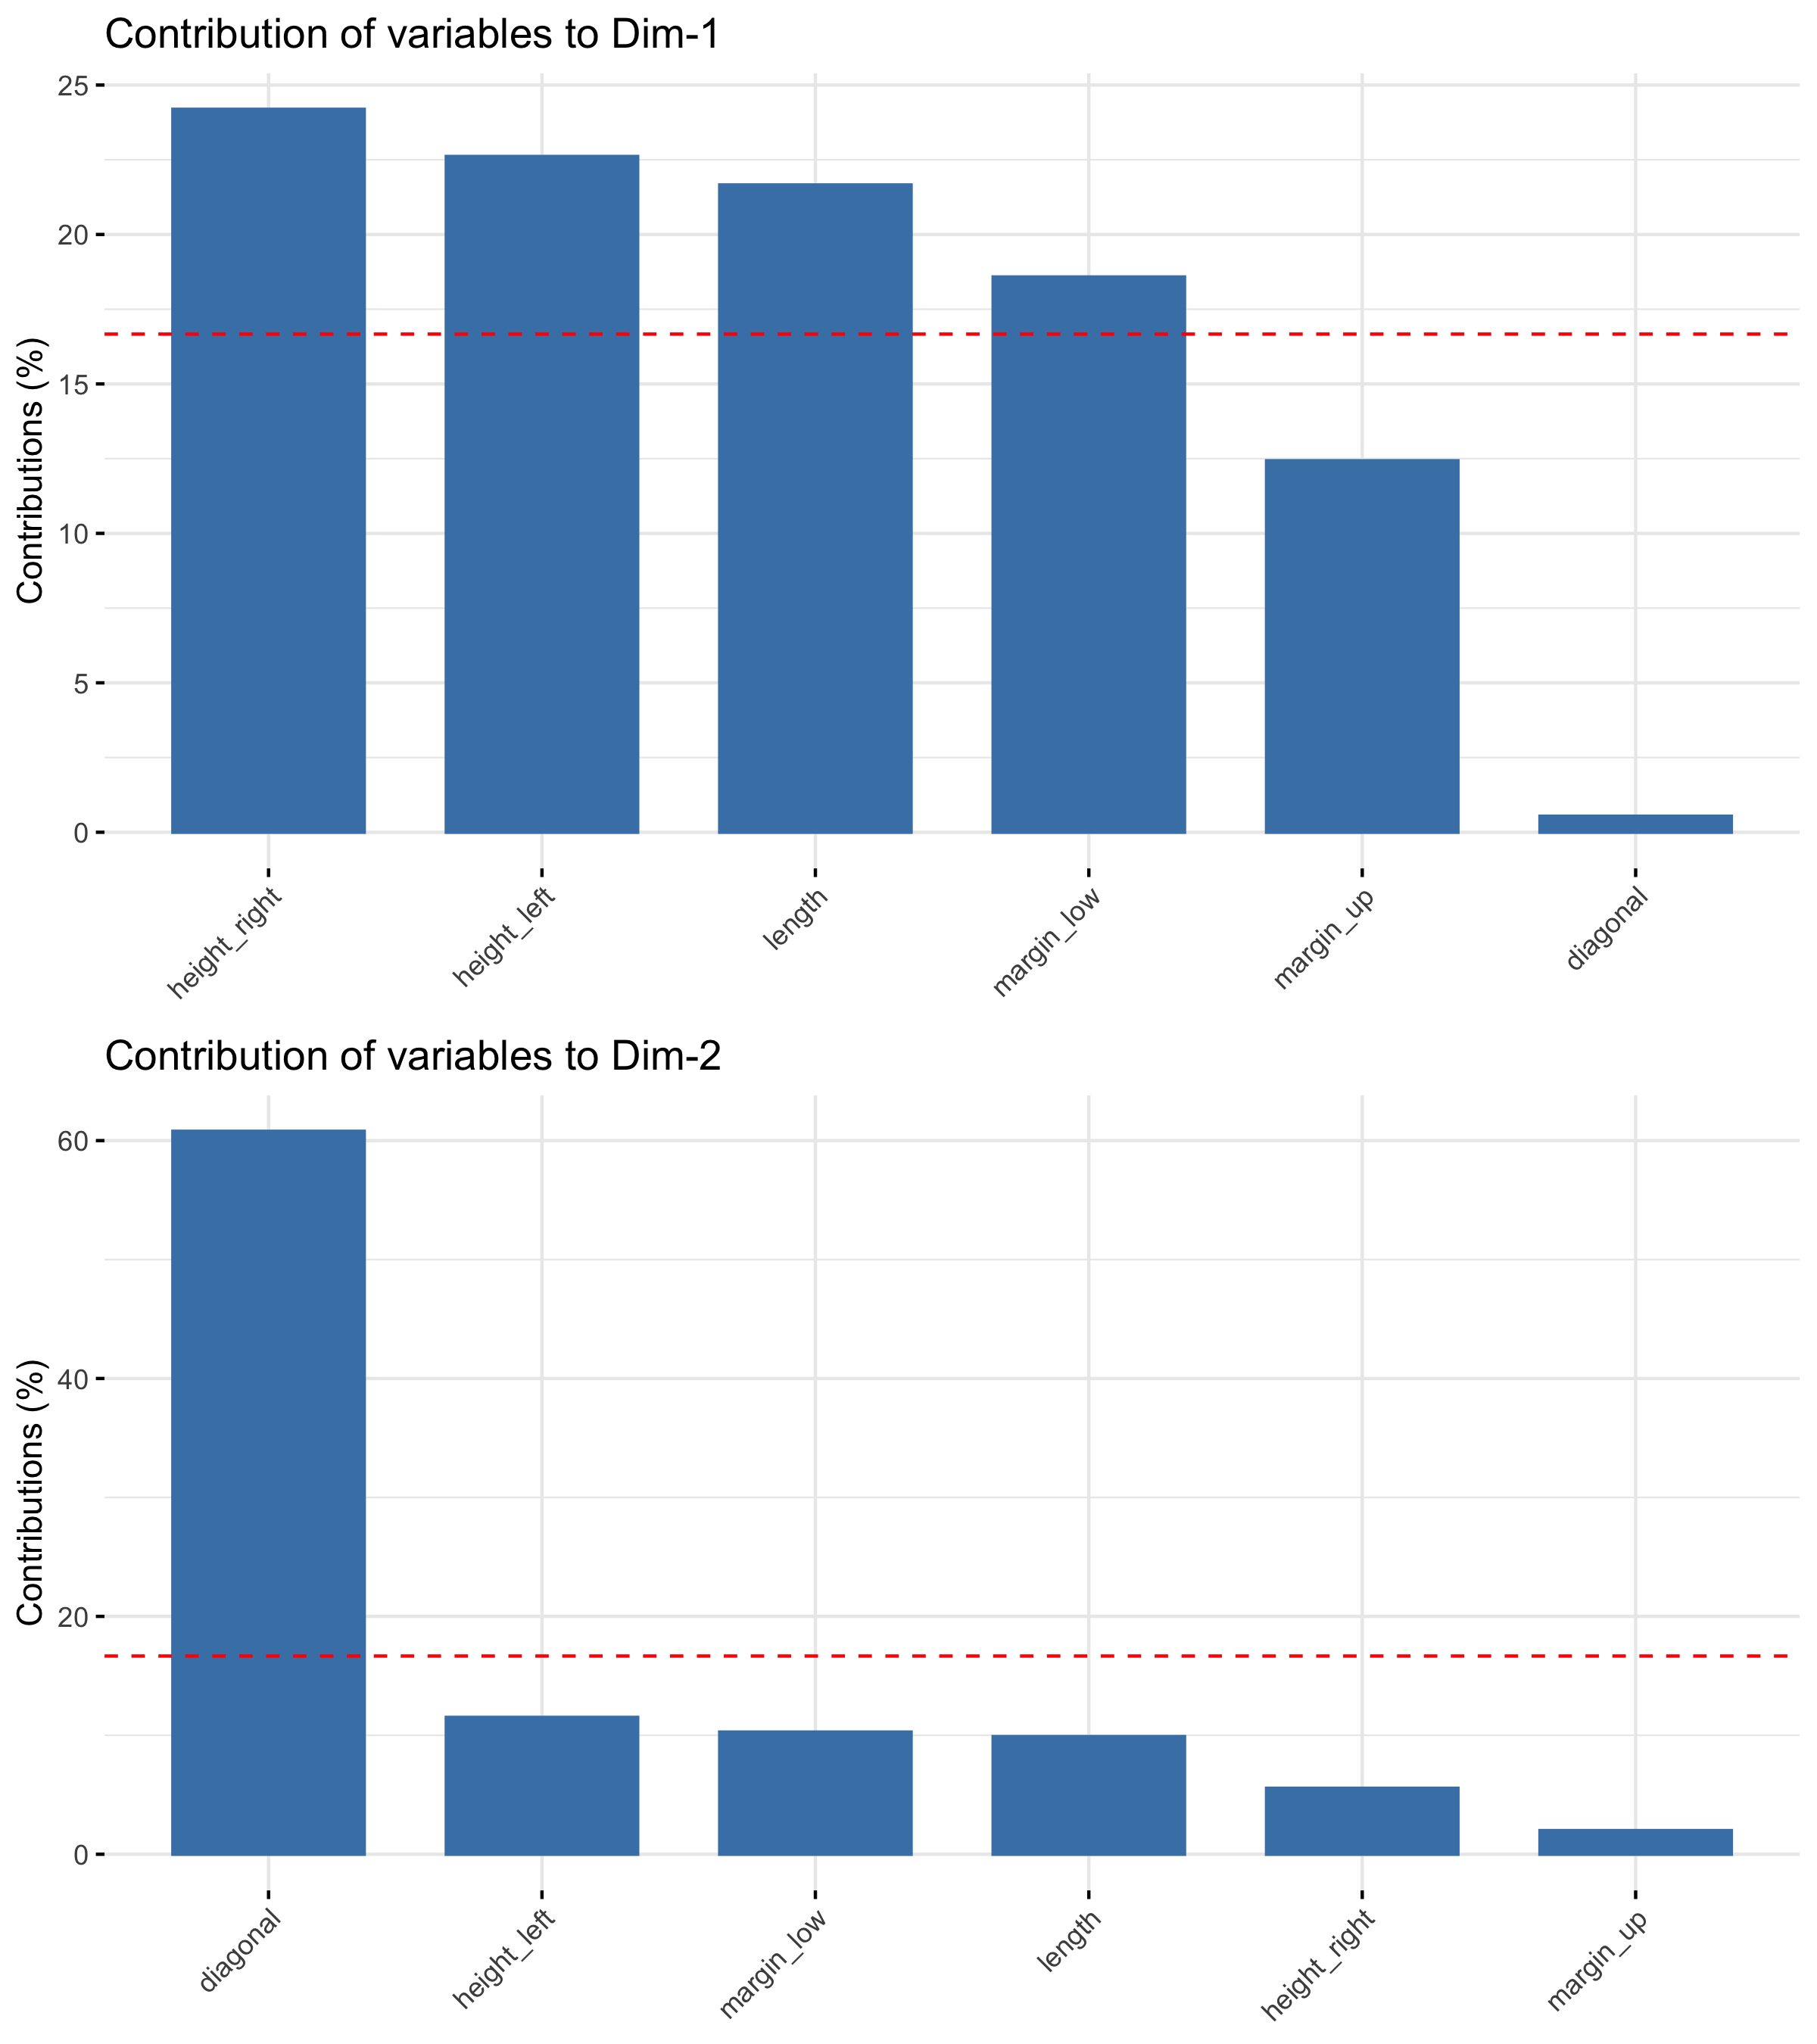 Contribution of variables to Dim-1
Contributions (%)
25
20
15
10
5
0
height_right
height_left
length
margin_low
margin_up
diagonal
Contribution of variables to Dim-2
Contributions (%)
60
40
20
0
diagonal
height_left
margin_low
length
height_right
margin_up